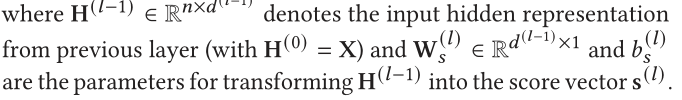 where $\mathbf{H}^{(l-1)} \in \mathbb{R}^{n \times d^{(l-1)}}$ denotes the input hidden representation
from previous layer (with $\mathbf{H}^{(0)} = \mathbf{X}$) and $\mathbf{W}_s^{(l)} \in \mathbb{R}^{d^{(l-1)} \times 1}$ and $b_s^{(l)}$
are the parameters for transforming $\mathbf{H}^{(l-1)}$ into the score vector $\mathbf{s}^{(l)}$.